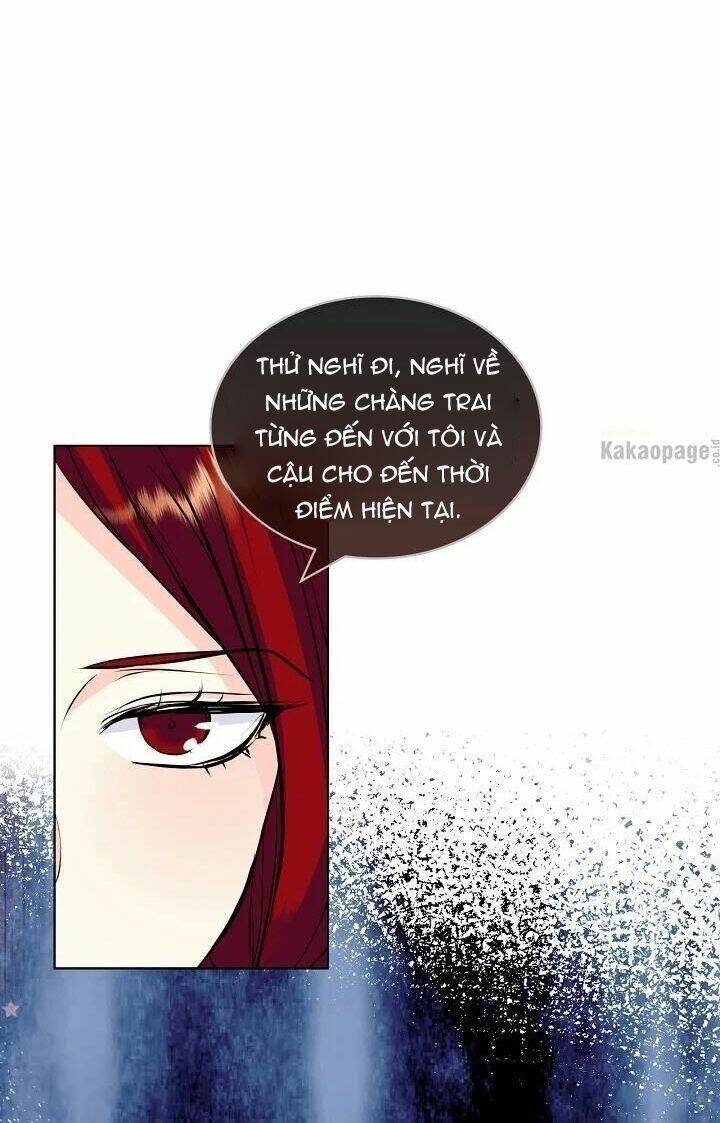 THỬ NGHĨ ĐI, NGHĨ VỀ
NHỮNG CHÀNG TRAI
TỪNG ĐẾN VỚI TÔI VÀ
CẬU CHO ĐẾN THỜI
ĐIỂM HIỆN TẠI.
Kakaopage